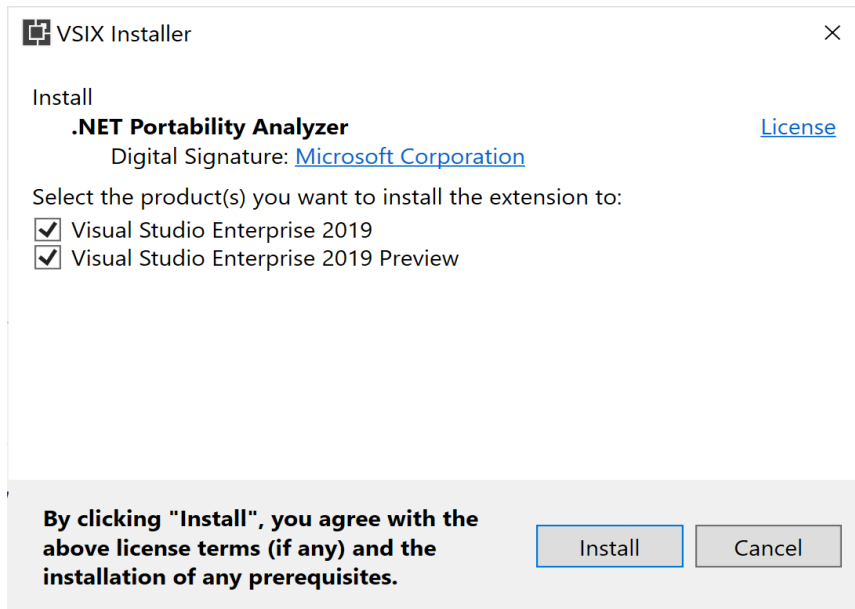 VSIX Installer
Install
.NET Portability Analyzer
License
Digital Signature: Microsoft Corporation
Select the product(s) you want to install the extension to:
Visual Studio Enterprise 2019
Visual Studio Enterprise 2019 Preview
By clicking "Install", you agree with the
above license terms (if any) and the
installation of any prerequisites.
Install
Cancel